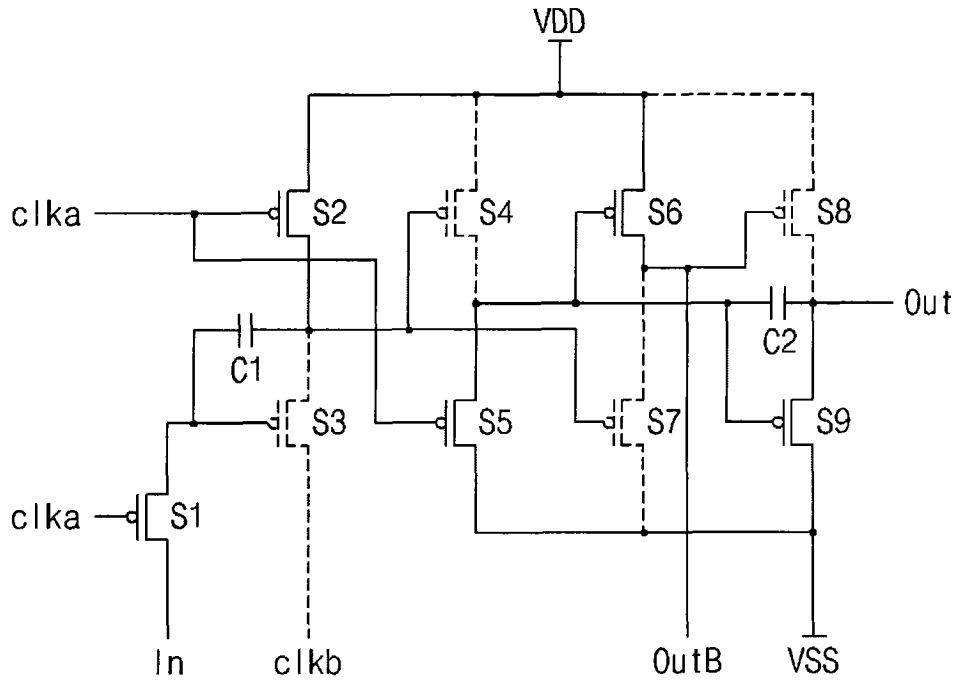 VDD
clka
S2
S4
S6
S8
Out
C1
C2
S3
S5
S7
S9
clka
S1
In
clkb
OutB
VSS